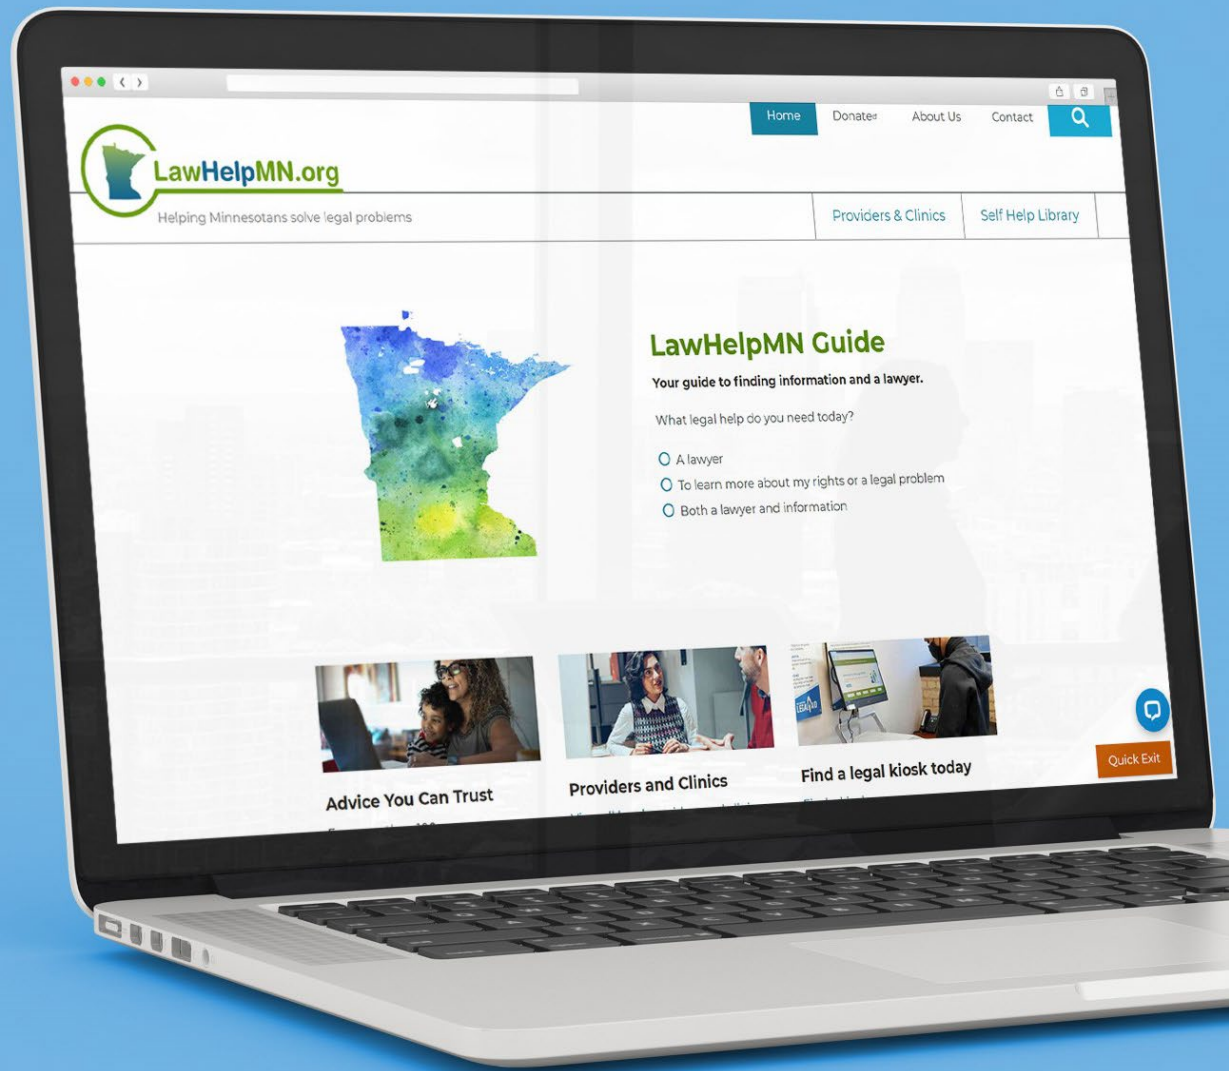 Home
Donate
About Us
Contact
LawHelpMN.org
Helping Minnesotans solve legal problems
Providers & Clinics
Self Help Library
LawHelpMN Guide
Your guide to finding information and a lawyer.
What legal help do you need today?
A lawyer
To learn more about my rights or a legal problem
Both a lawyer and information
Advice You Can Trust
Providers and Clinics
Find a legal kiosk today
Quick Exit